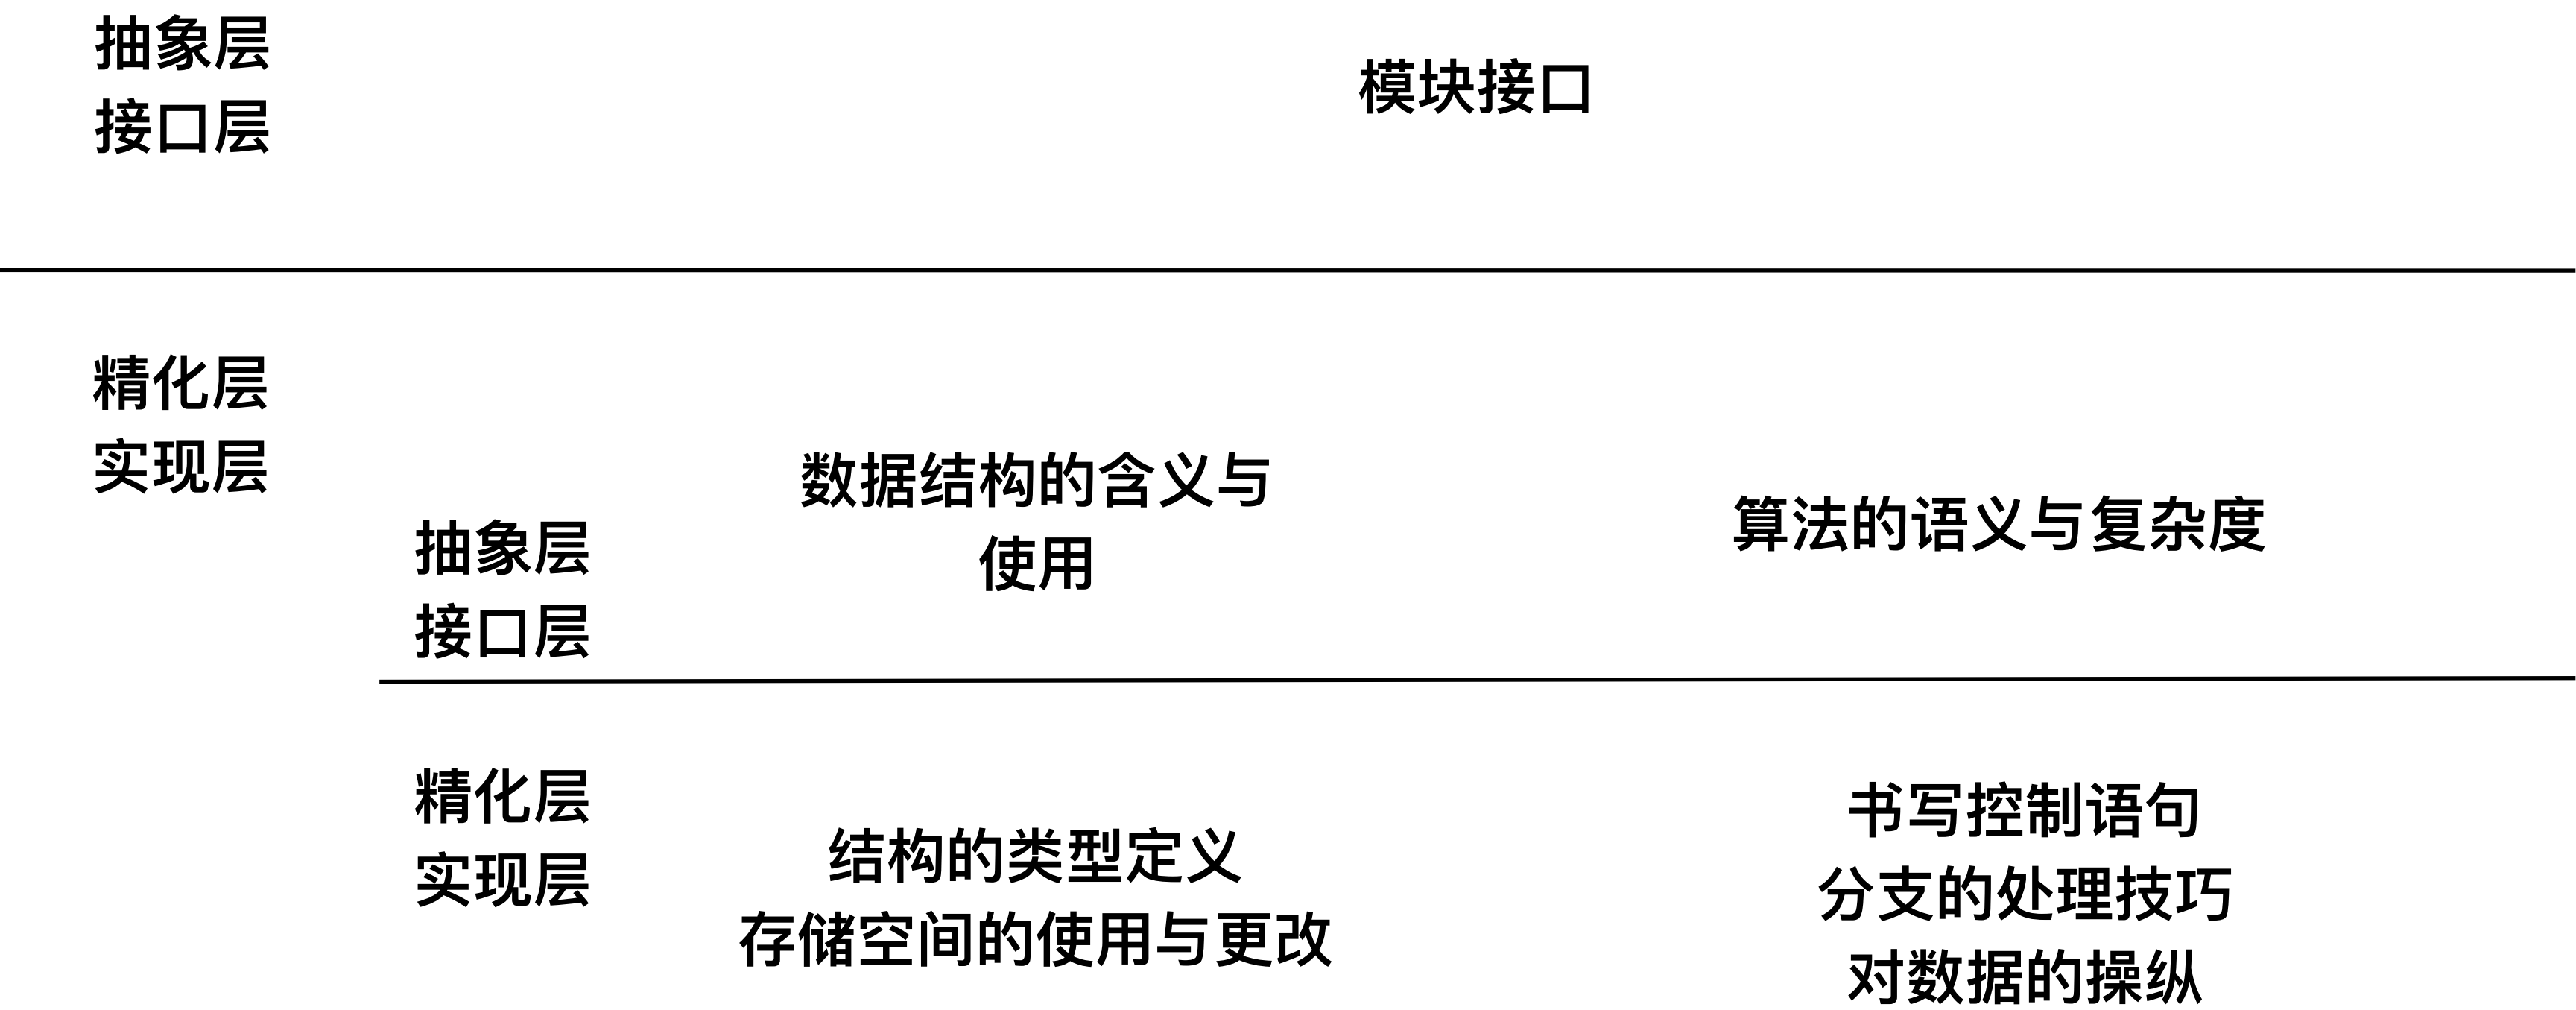 抽象层
接口层
模块接口
精化层
实现层
抽象层
接口层
数据结构的含义与
使用
算法的语义与复杂度
精化层
实现层
结构的类型定义
存储空间的使用与更改
书写控制语句
分支的处理技巧
对数据的操纵